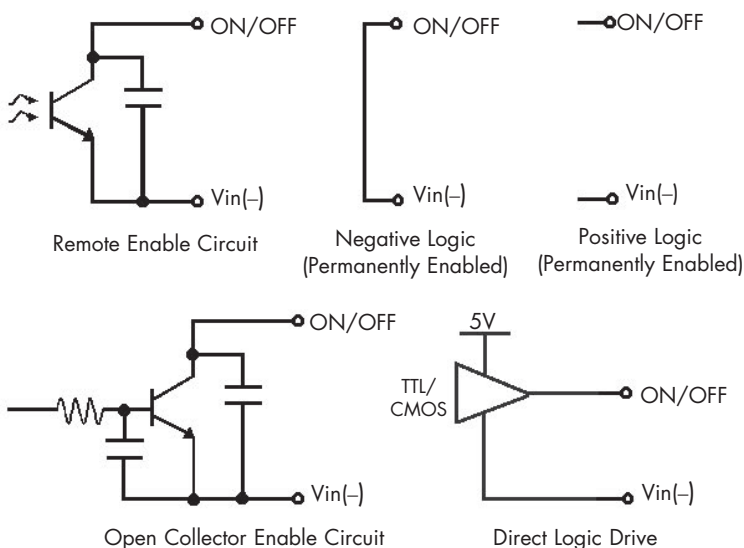 ON/OFF
ON/OFF
ON/OFF
Vin(–)
Vin(–)
Vin(–)
Remote Enable Circuit
Negative Logic
(Permanently Enabled)
Positive Logic
(Permanently Enabled)
ON/OFF
Vin(–)
Open Collector Enable Circuit
5V
TTL/
CMOS
ON/OFF
Vin(–)
Direct Logic Drive